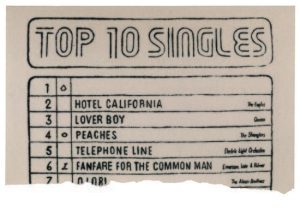 TOP 10 SINGLES
1
2 HOTEL CALIFORNIA The Eagles
3 LOVER BOY Queen
4 PEACHES The Stranglers
5 TELEPHONE LINE Electric Light Orchestra
6 FANFARE FOR THE COMMON MAN Emerson, Lake & Palmer
7